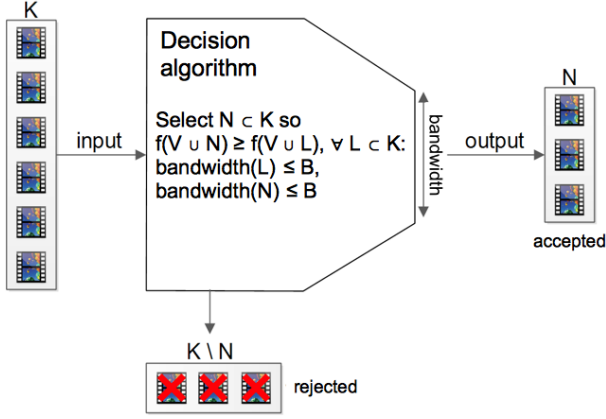 K
Decision
algorithm
Select N ⊂ K so
f(V ∪ N) ≥ f(V ∪ L), ∀ L ⊂ K:
bandwidth(L) ≤ B,
bandwidth(N) ≤ B
input
bandwidth
output
N
accepted
K \ N
rejected